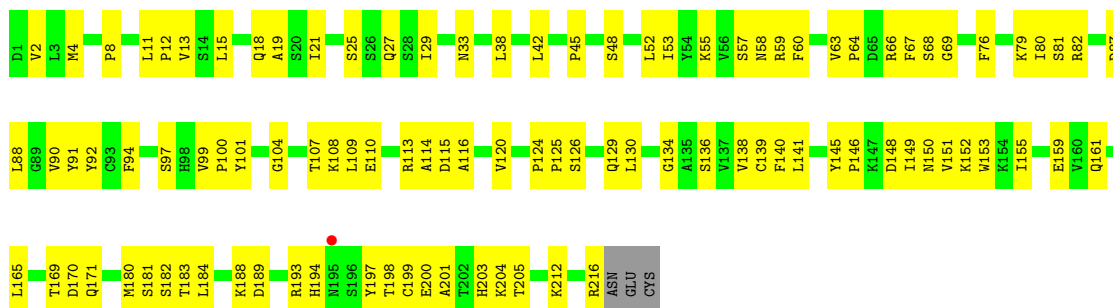 D1 V2 L3 M4 P8 L11 P12 V13 S14 L15 Q18 A19 S20 I21 S25 S26 Q27 S28 I29 N33 L38 L42 P45 S48 L52 I53 Y54 K55 V56 S57 N58 R59 F60 V63 P64 D65 R66 F67 S68 G69 F76 K79 I80 S81 R82
L88 G89 V90 Y91 Y92 C93 F94 S97 H98 V99 P100 Y101 G104 T107 K108 L109 E110 R113 A114 D115 A116 V120 P124 P125 S126 Q129 L130 G134 A135 S136 V137 V138 C139 F140 L141 Y145 P146 K147 D148 I149 N150 V151 K152 W153 K154 I155 E159 V160 Q161
L165 T169 D170 Q171 M180 S181 S182 T183 L184 K188 D189 R193 H194 N195 S196 Y197 T198 C199 E200 A201 T202 H203 K204 T205 K212 R216 ASN GLU CYS